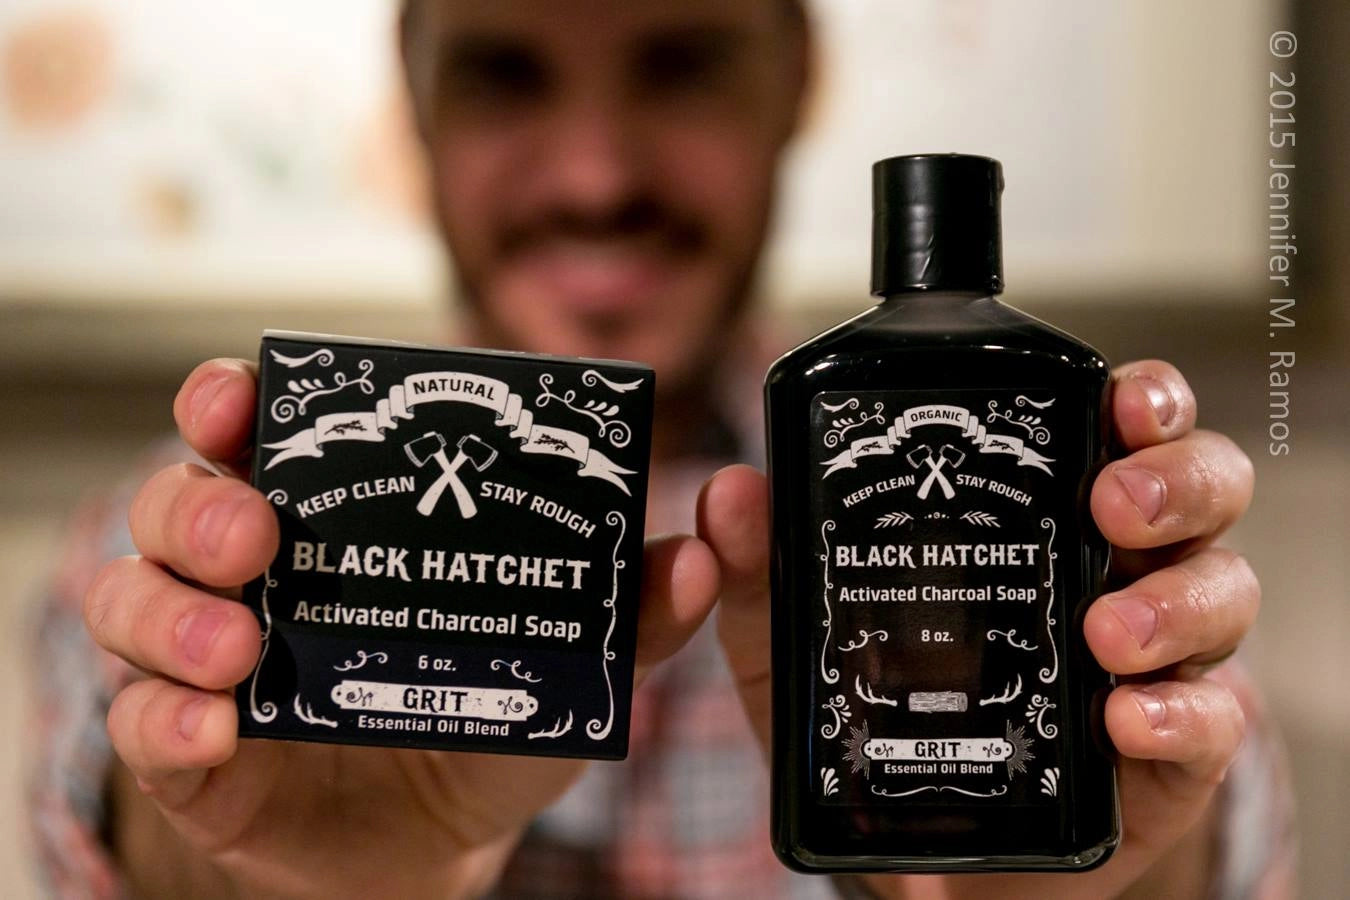 NATURAL
KEEP CLEAN STAY ROUGH
BLACK HATCHET
Activated Charcoal Soap
6 oz.
GRIT
Essential Oil Blend
ORGANIC
KEEP CLEAN STAY ROUGH
BLACK HATCHET
Activated Charcoal Soap
8 oz.
GRIT
Essential Oil Blend
© 2015 Jennifer M. Ramos